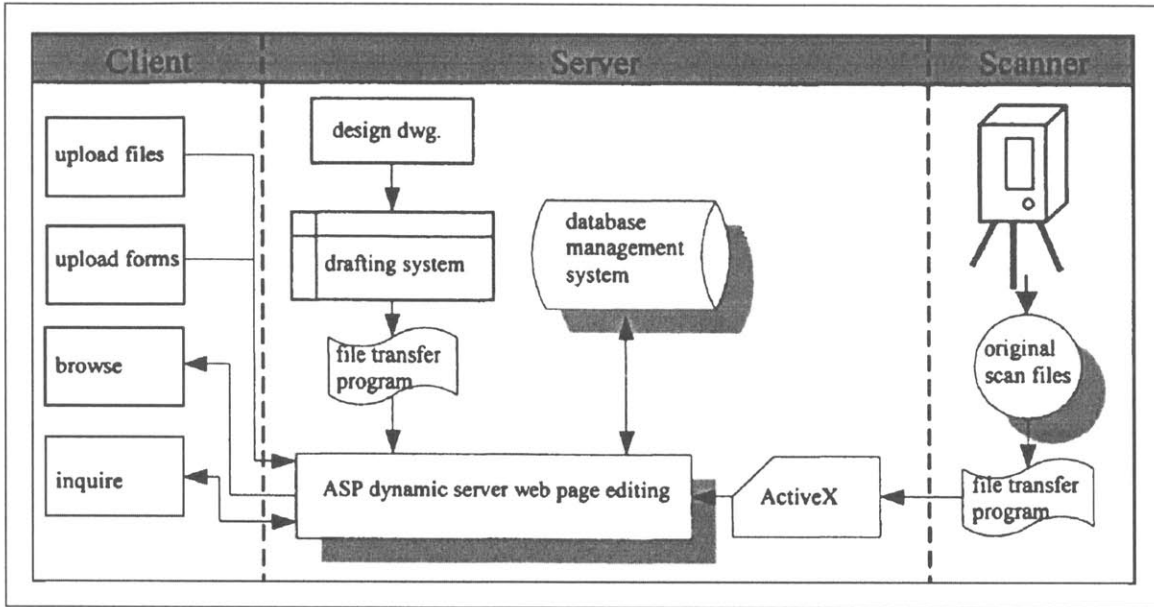 Client
Server
Scanner
upload files
upload forms
browse
inquire
design dwg.
drafting system
file transfer
program
database
management
system
ASP dynamic server web page editing
ActiveX
original
scan files
file transfer
program